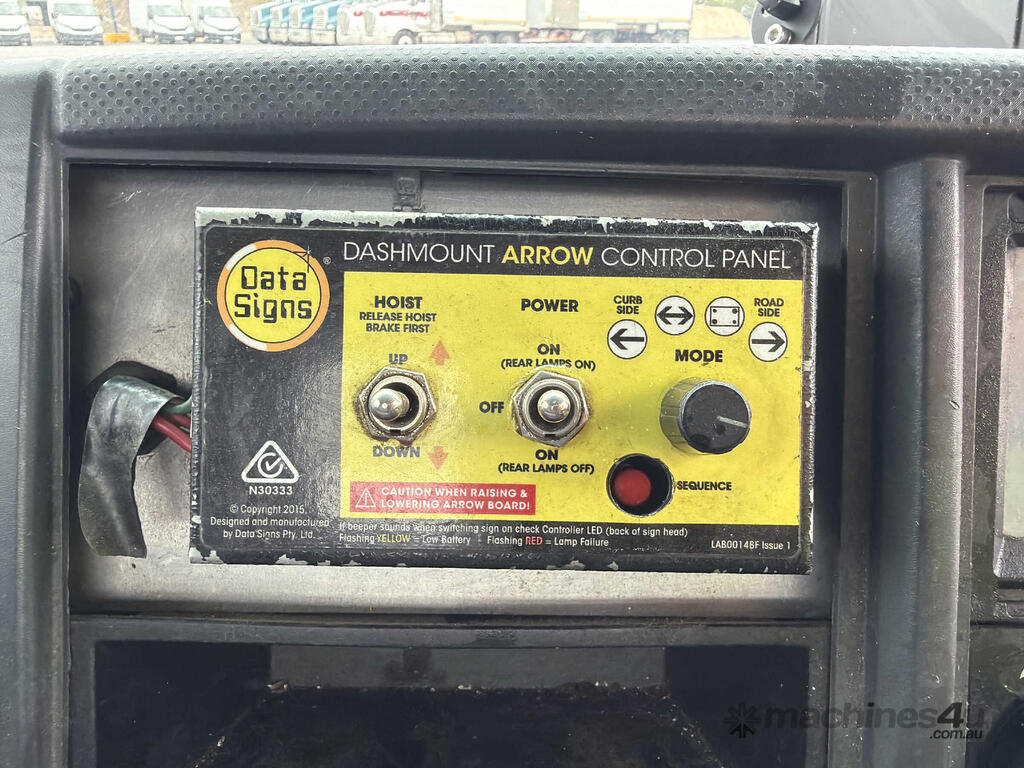 DASHMOUNT ARROW CONTROL PANEL
Data
Signs
®
HOIST
RELEASE HOIST
BRAKE FIRST
UP
DOWN
CAUTION WHEN RAISING &
LOWERING ARROW BOARD!
POWER
ON
(REAR LAMPS ON)
OFF
ON
(REAR LAMPS OFF)
CURB
SIDE
ROAD
SIDE
MODE
SEQUENCE
N30333
© Copyright 2015.
Designed and manufactured
by Data Signs Pty. Ltd.
If beeper sounds when switching sign on check Controller LED (back of sign head)
Flashing YELLOW = Low Battery - Flashing RED = Lamp Failure
LAB0014BF Issue 1
machines4u
.com.au